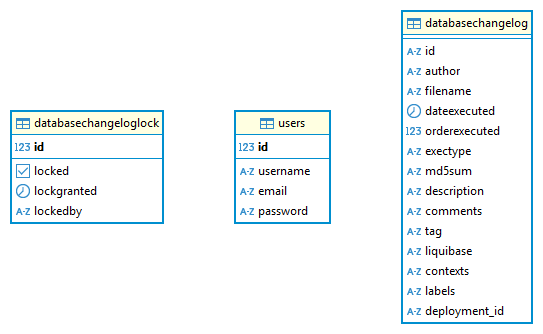 databasechangeloglock
123 id
locked
lockgranted
A-Z lockedby
users
123 id
A-Z username
A-Z email
A-Z password
databasechangelog
A-Z id
A-Z author
A-Z filename
dateexecuted
123 orderexecuted
A-Z exectype
A-Z md5sum
A-Z description
A-Z comments
A-Z tag
A-Z liquibase
A-Z contexts
A-Z labels
A-Z deployment_id